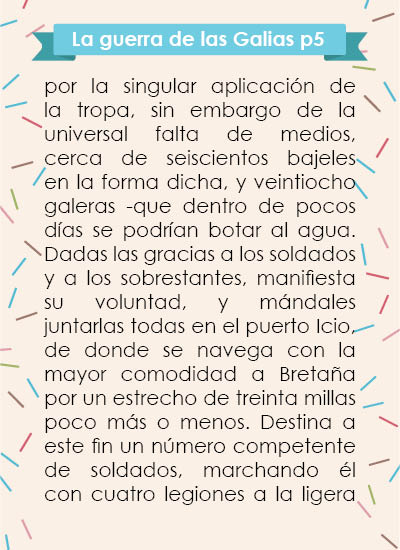 La guerra de las Galias p5
por la singular aplicación de
la tropa, sin embargo de la
universal falta de medios,
cerca de seiscientos bajeles
en la forma dicha, y veintiocho
galeras -que dentro de pocos
días se podrían botar al agua.
Dadas las gracias a los soldados
y a los sobrestantes, manifiesta
su voluntad, y mándales
juntarlas todas en el puerto Icio,
de donde se navega con la
mayor comodidad a Bretaña
por un estrecho de treinta millas
poco más o menos. Destina a
este fin un número competente
de soldados, marchando él
con cuatro legiones a la ligera